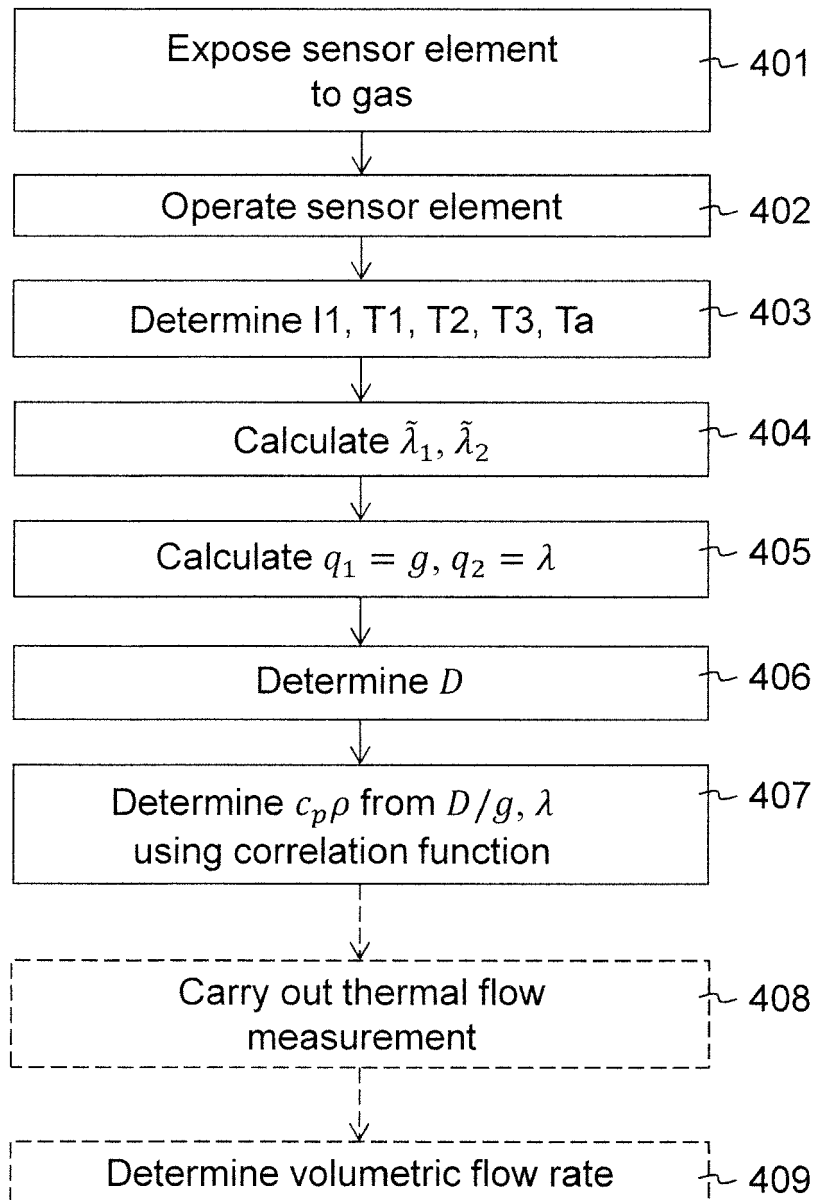 Expose sensor element
to gas
401
Operate sensor element
402
Determine I1, T1, T2, T3, Ta
403
Calculate λ̃₁, λ̃₂
404
Calculate q₁ = g, q₂ = λ
405
Determine D
406
Determine cₚρ from D/g, λ
using correlation function
407
Carry out thermal flow
measurement
408
Determine volumetric flow rate
409